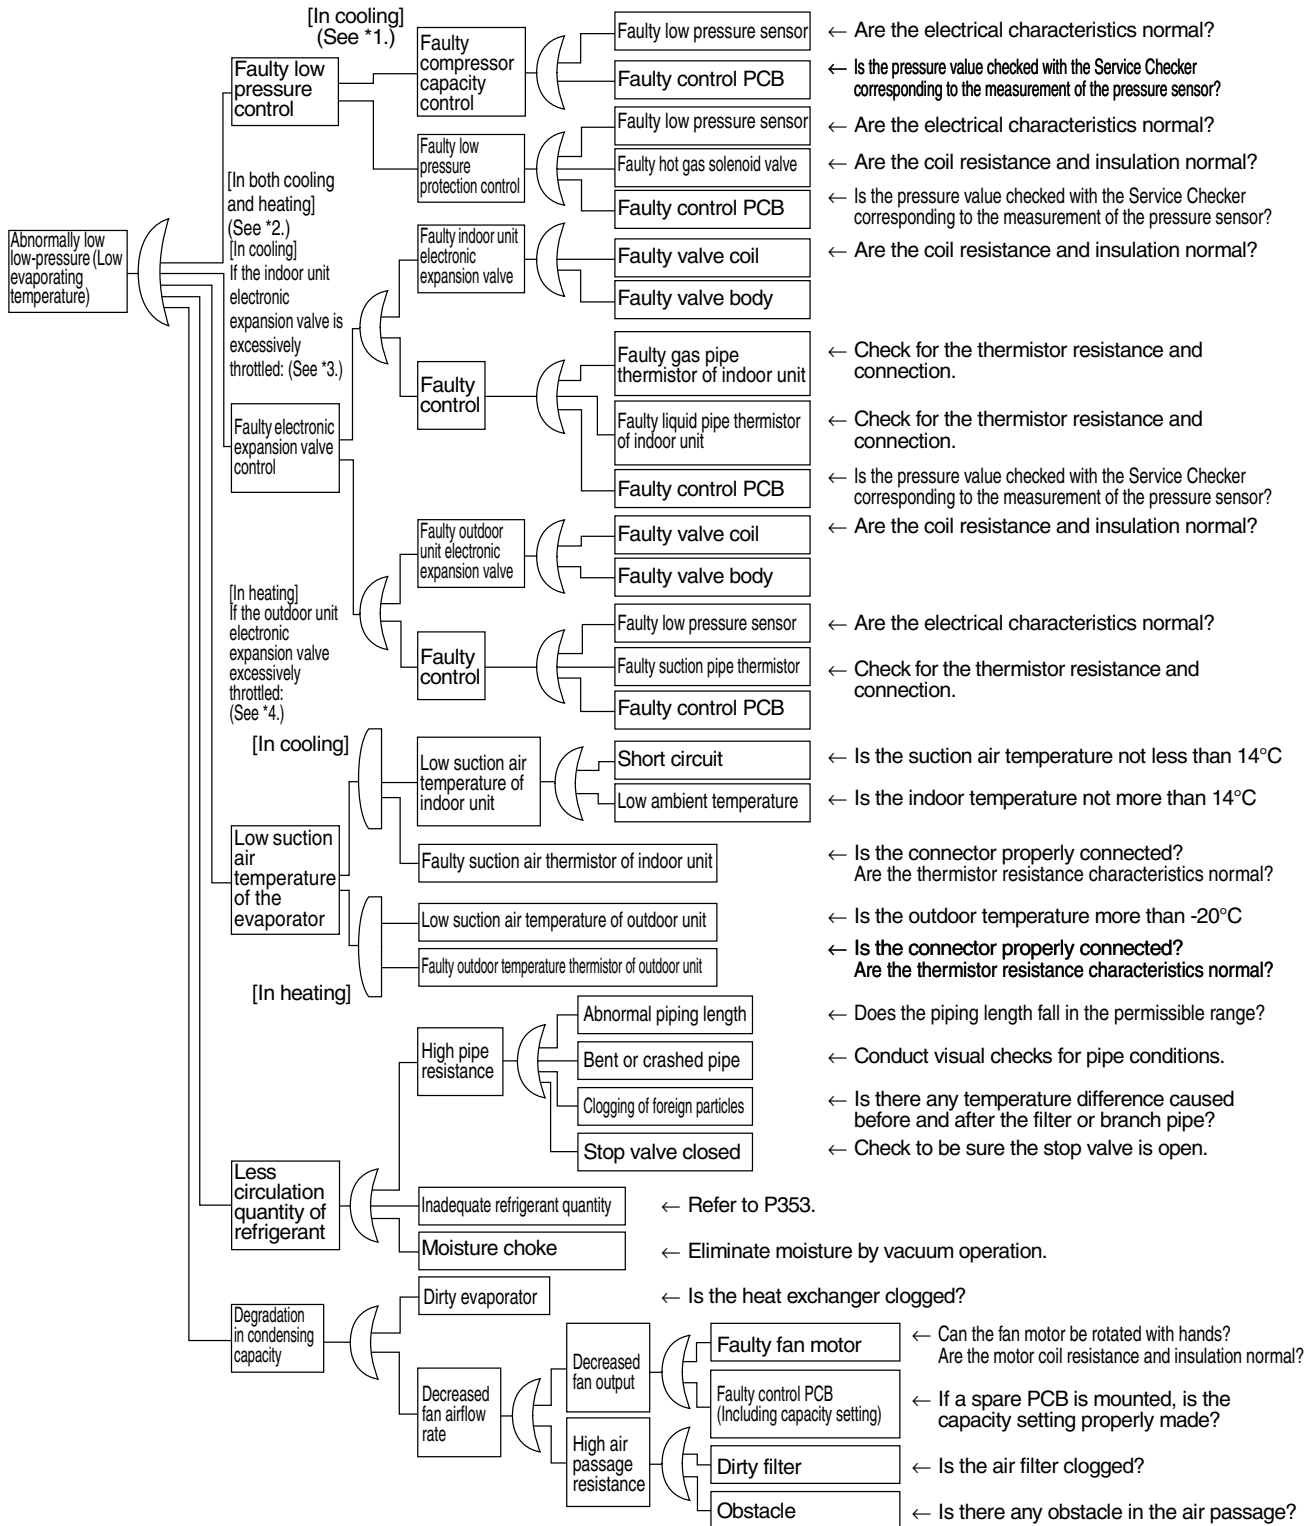 [In cooling]
(See *1.)
Faulty low
pressure
control
Faulty
compressor
capacity
control
Faulty low pressure sensor
← Are the electrical characteristics normal?
Faulty control PCB
← Is the pressure value checked with the Service Checker
corresponding to the measurement of the pressure sensor?
Faulty low
pressure
protection control
Faulty low pressure sensor
← Are the electrical characteristics normal?
Faulty hot gas solenoid valve
← Are the coil resistance and insulation normal?
Faulty control PCB
← Is the pressure value checked with the Service Checker
corresponding to the measurement of the pressure sensor?
[In both cooling
and heating]
(See *2.)
Abnormally low
low-pressure (Low
evaporating
temperature)
[In cooling]
If the indoor unit
electronic
expansion valve is
excessively
throttled: (See *3.)
Faulty indoor unit
electronic
expansion valve
Faulty valve coil
← Are the coil resistance and insulation normal?
Faulty valve body
Faulty
control
Faulty gas pipe
thermistor of indoor unit
← Check for the thermistor resistance and
connection.
Faulty liquid pipe thermistor
of indoor unit
← Check for the thermistor resistance and
connection.
Faulty control PCB
← Is the pressure value checked with the Service Checker
corresponding to the measurement of the pressure sensor?
Faulty electronic
expansion valve
control
Faulty outdoor
unit electronic
expansion valve
Faulty valve coil
← Are the coil resistance and insulation normal?
Faulty valve body
[In heating]
If the outdoor unit
electronic
expansion valve
excessively
throttled:
(See *4.)
Faulty
control
Faulty low pressure sensor
← Are the electrical characteristics normal?
Faulty suction pipe thermistor
← Check for the thermistor resistance and
connection.
Faulty control PCB
[In cooling]
Low suction air
temperature of
indoor unit
Short circuit
← Is the suction air temperature not less than 14°C
Low ambient temperature
← Is the indoor temperature not more than 14°C
Low suction
air
temperature
of the
evaporator
Faulty suction air thermistor of indoor unit
← Is the connector properly connected?
Are the thermistor resistance characteristics normal?
Low suction air temperature of outdoor unit
← Is the outdoor temperature more than -20°C
Faulty outdoor temperature thermistor of outdoor unit
← Is the connector properly connected?
Are the thermistor resistance characteristics normal?
[In heating]
High pipe
resistance
Abnormal piping length
← Does the piping length fall in the permissible range?
Bent or crashed pipe
← Conduct visual checks for pipe conditions.
Clogging of foreign particles
← Is there any temperature difference caused
before and after the filter or branch pipe?
Stop valve closed
← Check to be sure the stop valve is open.
Less
circulation
quantity of
refrigerant
Inadequate refrigerant quantity
← Refer to P353.
Moisture choke
← Eliminate moisture by vacuum operation.
Degradation
in condensing
capacity
Dirty evaporator
← Is the heat exchanger clogged?
Decreased
fan airflow
rate
Decreased
fan output
Faulty fan motor
← Can the fan motor be rotated with hands?
Are the motor coil resistance and insulation normal?
Faulty control PCB
(Including capacity setting)
← If a spare PCB is mounted, is the
capacity setting properly made?
High air
passage
resistance
Dirty filter
← Is the air filter clogged?
Obstacle
← Is there any obstacle in the air passage?